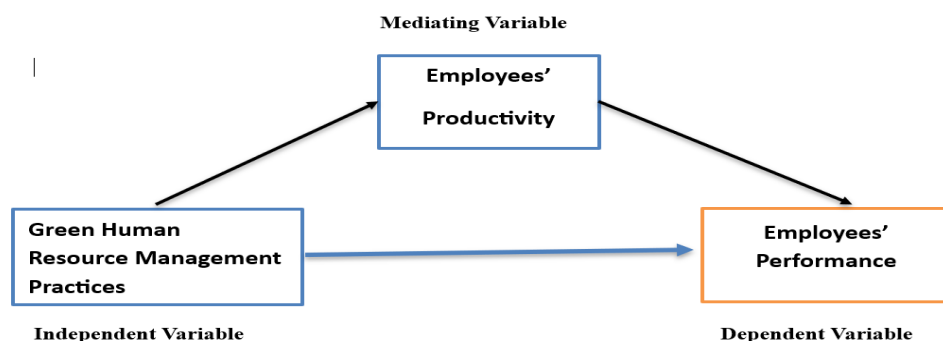 Mediating Variable
Employees’
Productivity
Green Human
Resource Management
Practices
Employees’
Performance
Independent Variable
Dependent Variable